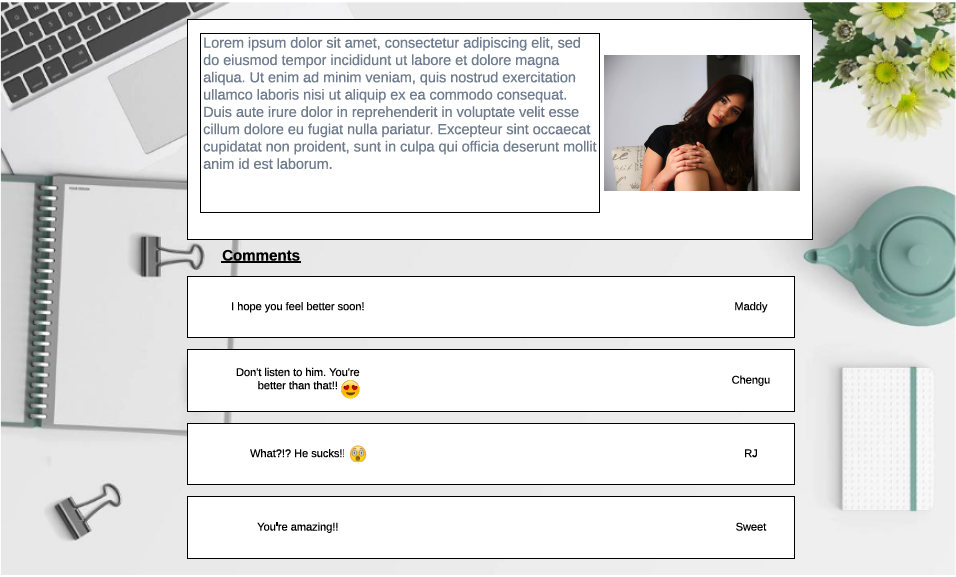 Lorem ipsum dolor sit amet, consectetur adipiscing elit, sed
do eiusmod tempor incididunt ut labore et dolore magna
aliqua. Ut enim ad minim veniam, quis nostrud exercitation
ullamco laboris nisi ut aliquip ex ea commodo consequat.
Duis aute irure dolor in reprehenderit in voluptate velit esse
cillum dolore eu fugiat nulla pariatur. Excepteur sint occaecat
cupidatat non proident, sunt in culpa qui officia deserunt mollit
anim id est laborum.
Comments
I hope you feel better soon!
Maddy
Don't listen to him. You're
better than that!! 😍
Chengu
What?!? He sucks!! 😲
RJ
You're amazing!!
Sweet